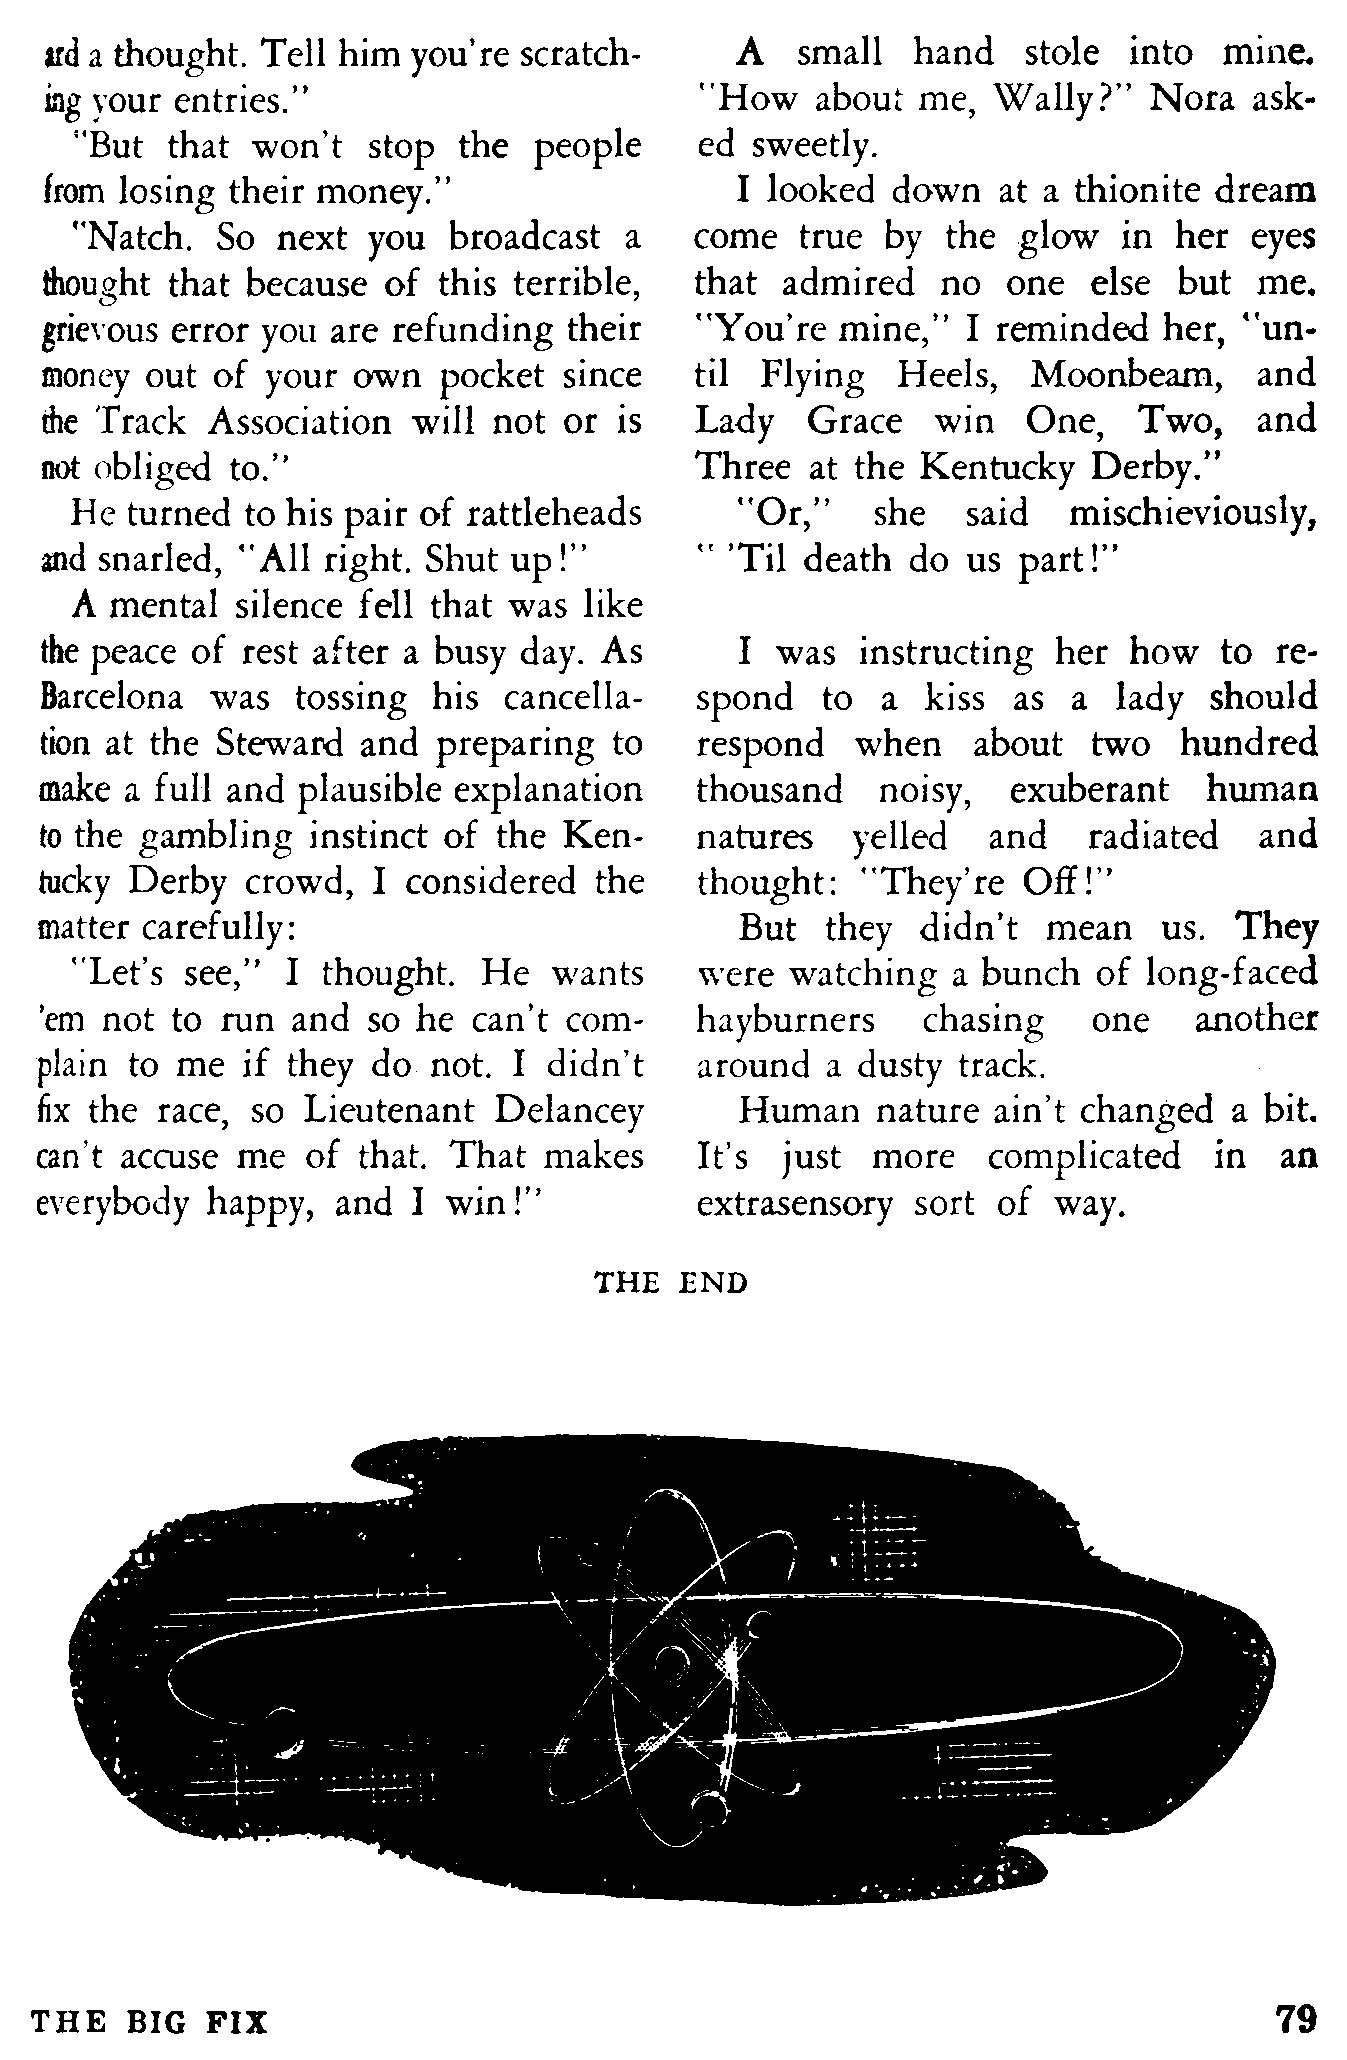 ard a thought. Tell him you're scratch-
ing your entries."
"But that won't stop the people
from losing their money."
"Natch. So next you broadcast a
thought that because of this terrible,
grievous error you are refunding their
money out of your own pocket since
the Track Association will not or is
not obliged to."
He turned to his pair of rattleheads
and snarled, "All right. Shut up!"
A mental silence fell that was like
the peace of rest after a busy day. As
Barcelona was tossing his cancella-
tion at the Steward and preparing to
make a full and plausible explanation
to the gambling instinct of the Ken-
tucky Derby crowd, I considered the
matter carefully:
"Let's see," I thought. He wants
'em not to run and so he can't com-
plain to me if they do not. I didn't
fix the race, so Lieutenant Delancey
can't accuse me of that. That makes
everybody happy, and I win!"
A small hand stole into mine.
"How about me, Wally?" Nora ask-
ed sweetly.
I looked down at a thionite dream
come true by the glow in her eyes
that admired no one else but me.
"You're mine," I reminded her, "un-
til Flying Heels, Moonbeam, and
Lady Grace win One, Two, and
Three at the Kentucky Derby."
"Or," she said mischieviously,
" 'Til death do us part!"
I was instructing her how to re-
spond to a kiss as a lady should
respond when about two hundred
thousand noisy, exuberant human
natures yelled and radiated and
thought: "They're Off!"
But they didn't mean us. They
were watching a bunch of long-faced
hayburners chasing one another
around a dusty track.
Human nature ain't changed a bit.
It's just more complicated in an
extrasensory sort of way.
THE END
THE BIG FIX
79